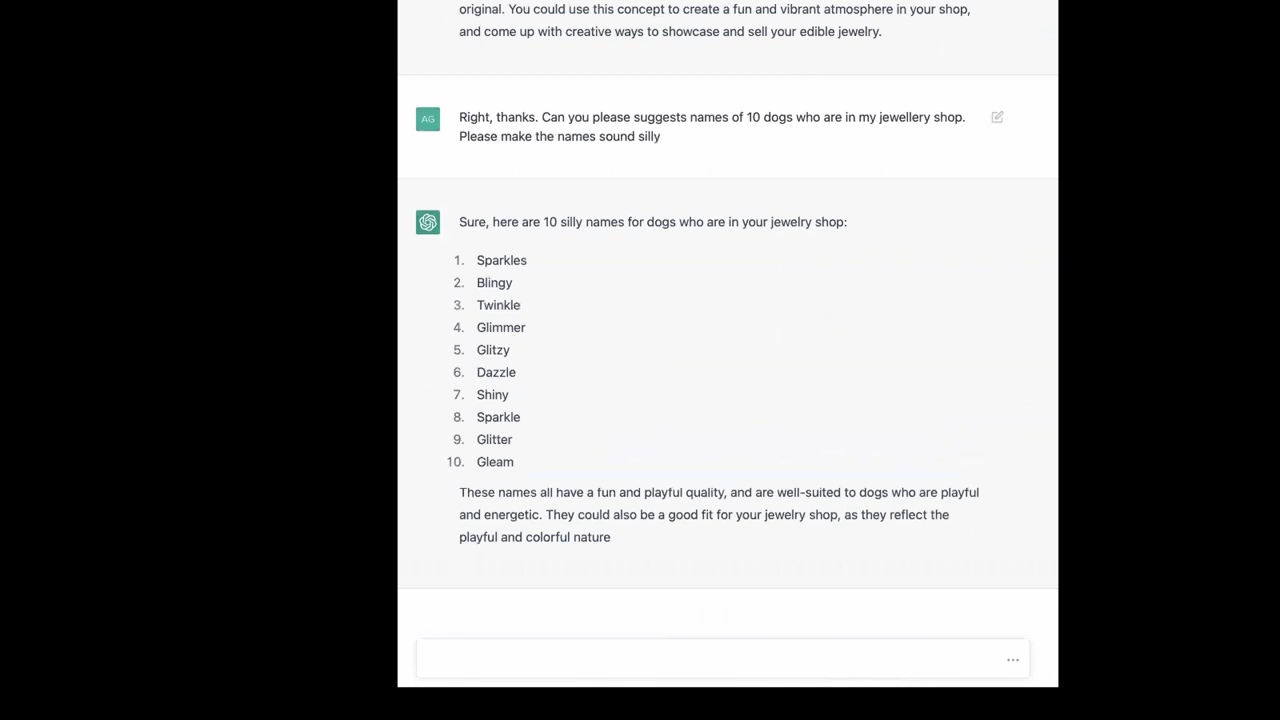 original. You could use this concept to create a fun and vibrant atmosphere in your shop,
and come up with creative ways to showcase and sell your edible jewelry.
AG
Right, thanks. Can you please suggests names of 10 dogs who are in my jewellery shop.
Please make the names sound silly
Sure, here are 10 silly names for dogs who are in your jewelry shop:
1. Sparkles
2. Blingy
3. Twinkle
4. Glimmer
5. Glitzy
6. Dazzle
7. Shiny
8. Sparkle
9. Glitter
10. Gleam
These names all have a fun and playful quality, and are well-suited to dogs who are playful
and energetic. They could also be a good fit for your jewelry shop, as they reflect the
playful and colorful nature
...